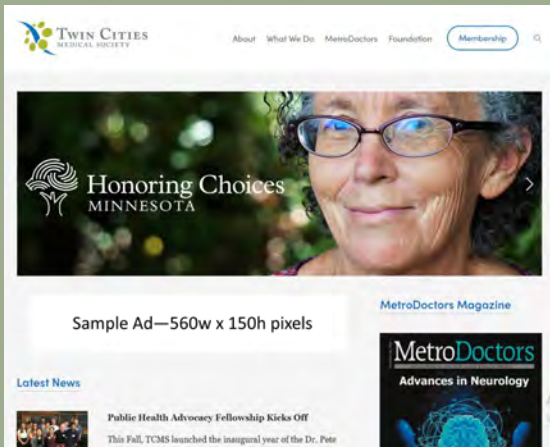 TWIN CITIES
MEDICAL SOCIETY
About What We Do MetroDoctors Foundation Membership
Honoring Choices
MINNESOTA
Sample Ad—560w x 150h pixels
MetroDoctors Magazine
MetroDoctors
Advances in Neurology
Latest News
Public Health Advocacy Fellowship Kicks Off
This Fall, TCMS launched the inaugural year of the Dr. Pete